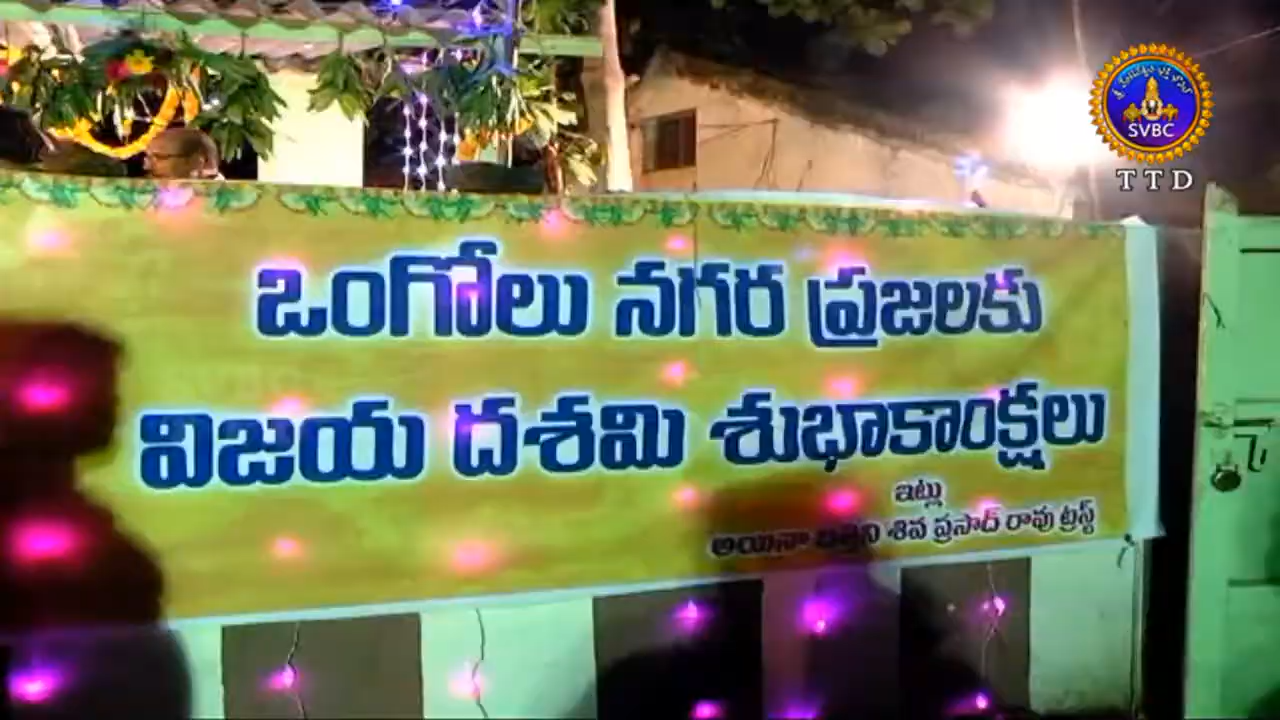 ఒంగోలు నగర ప్రజలకు
విజయ దశమి శుభాకాంక్షలు
ఇట్లు
శివ ప్రసాద్ రావు ట్రస్ట్
SVBC
TTD